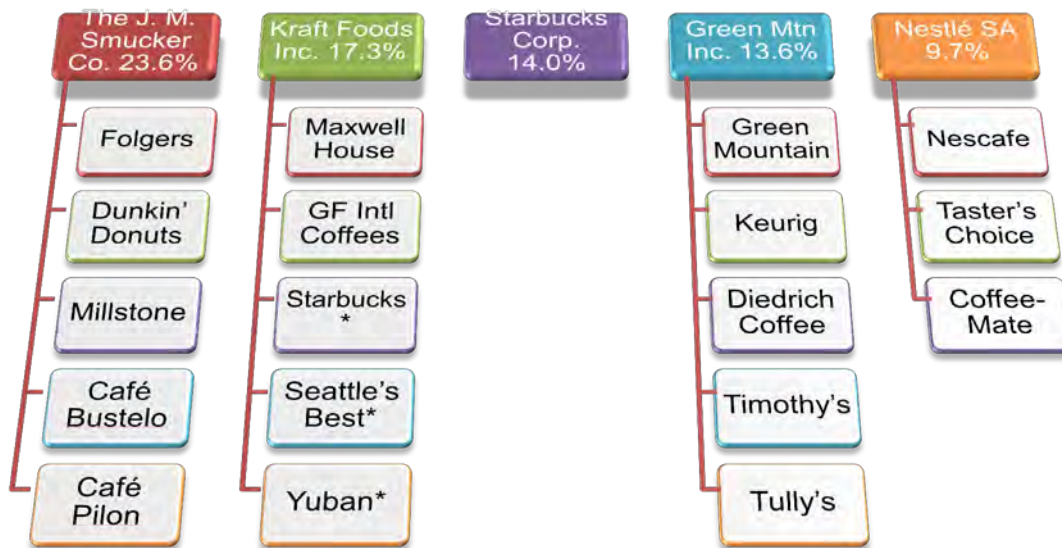 The J. M.
Smucker
Co. 23.6%
Folgers
Dunkin’
Donuts
Millstone
Café
Bustelo
Café
Pilon
Kraft Foods
Inc. 17.3%
Maxwell
House
GF Intl
Coffees
Starbucks
*
Seattle’s
Best*
Yuban*
Starbucks
Corp.
14.0%
Green Mtn
Inc. 13.6%
Green
Mountain
Keurig
Diedrich
Coffee
Timothy’s
Tully’s
Nestlé SA
9.7%
Nescafe
Taster’s
Choice
Coffee-
Mate